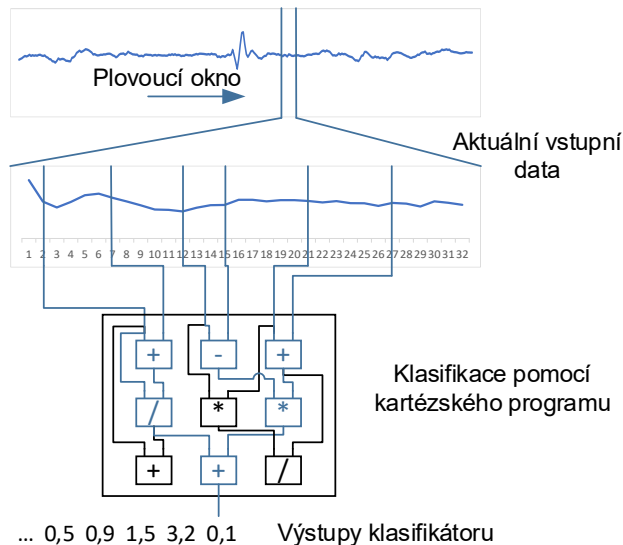 Plovoucí okno
Aktuální vstupní
data
1 2 3 4 5 6 7 8 9 10 11 12 13 14 15 16 17 18 19 20 21 22 23 24 25 26 27 28 29 30 31 32
+ - +
/ * *
+ + /
Klasifikace pomocí
kartézského programu
... 0,5 0,9 1,5 3,2 0,1 Výstupy klasifikátoru